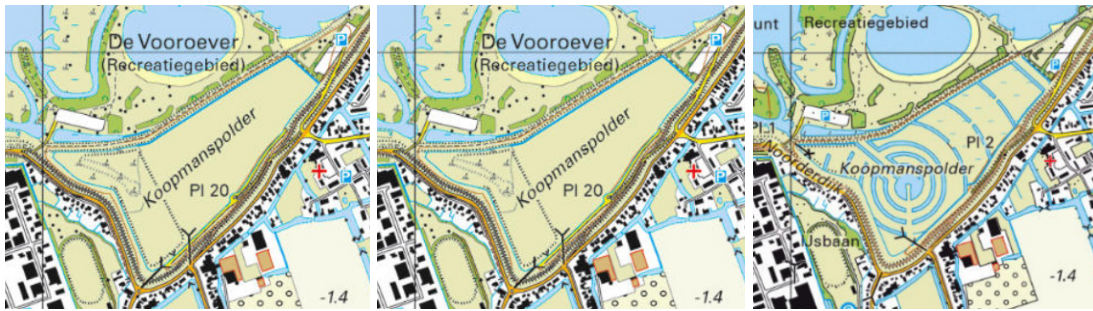 De Vooroever
(Recreatiegebied)
P
Koopmanspolder
Pl 20
P
De Vooroever
(Recreatiegebied)
P
Koopmanspolder
Pl 20
P
-1.4
unt
Recreatiegebied
P
P
Pl 1
Pl 2
Koopmanspolder
Noorderdijk
IJsbaan
-1.4
-1.4